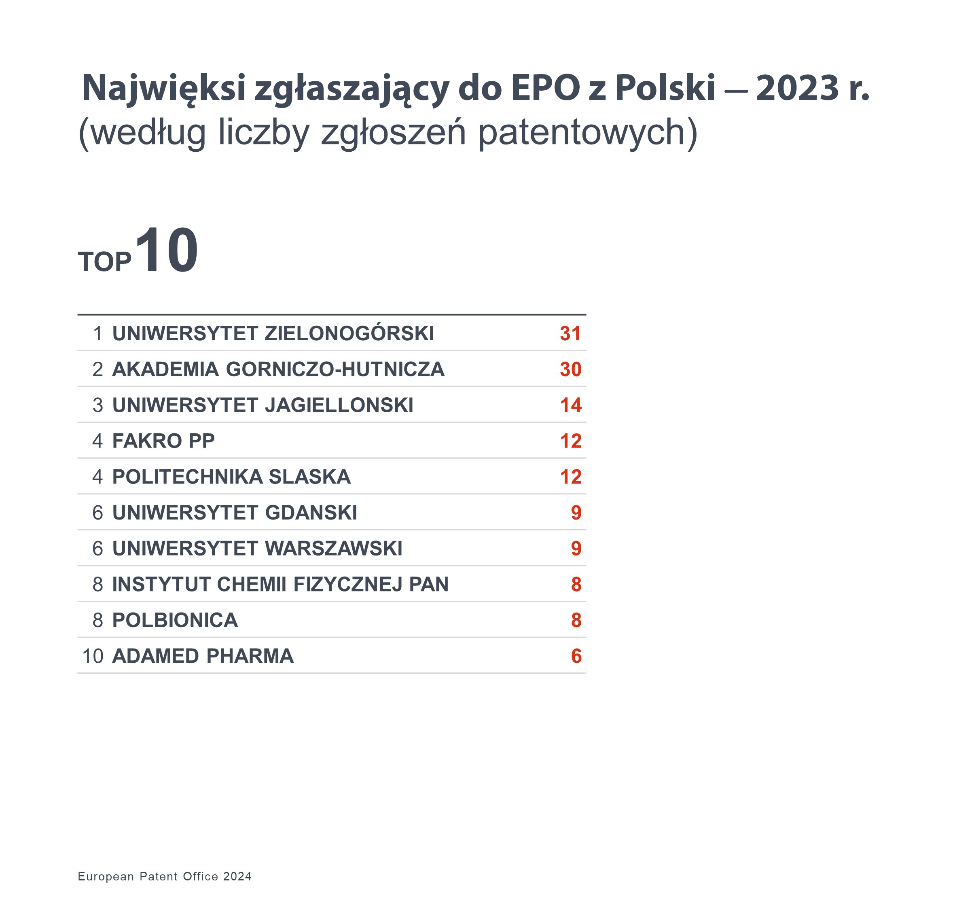 Najwięksi zgłaszający do EPO z Polski – 2023 r.
(według liczby zgłoszeń patentowych)
TOP 10
1 UNIWERSYTET ZIELONOGÓRSKI 31
2 AKADEMIA GORNICZO-HUTNICZA 30
3 UNIWERSYTET JAGIELLONSKI 14
4 FAKRO PP 12
4 POLITECHNIKA SLASKA 12
6 UNIWERSYTET GDANSKI 9
6 UNIWERSYTET WARSZAWSKI 9
8 INSTYTUT CHEMII FIZYCZNEJ PAN 8
8 POLBIONICA 8
10 ADAMED PHARMA 6
European Patent Office 2024